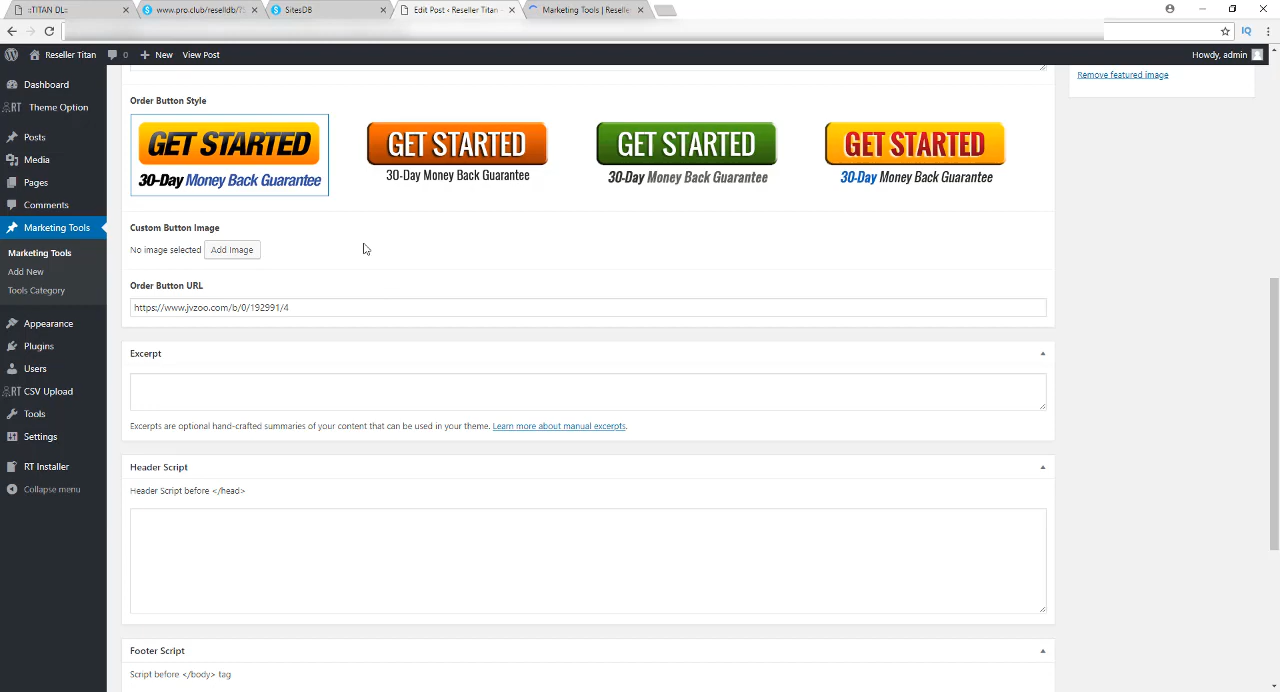 ::TITAN DL::
www.pro.club/reselldb/?S
SitesDB
Edit Post ‹ Reseller Titan –
Marketing Tools | Reseller
IQ
Reseller Titan
0
New
View Post
Howdy, admin
Dashboard
RT Theme Option
Posts
Media
Pages
Comments
Marketing Tools
Marketing Tools
Add New
Tools Category
Appearance
Plugins
Users
RT CSV Upload
Tools
Settings
RT Installer
Collapse menu
Remove featured image
Order Button Style
GET STARTED
30-Day Money Back Guarantee
GET STARTED
30-Day Money Back Guarantee
GET STARTED
30-Day Money Back Guarantee
GET STARTED
30-Day Money Back Guarantee
Custom Button Image
No image selected
Add Image
Order Button URL
https://www.jvzoo.com/b/0/192991/4
Excerpt
Excerpts are optional hand-crafted summaries of your content that can be used in your theme. Learn more about manual excerpts.
Header Script
Header Script before </head>
Footer Script
Script before </body> tag